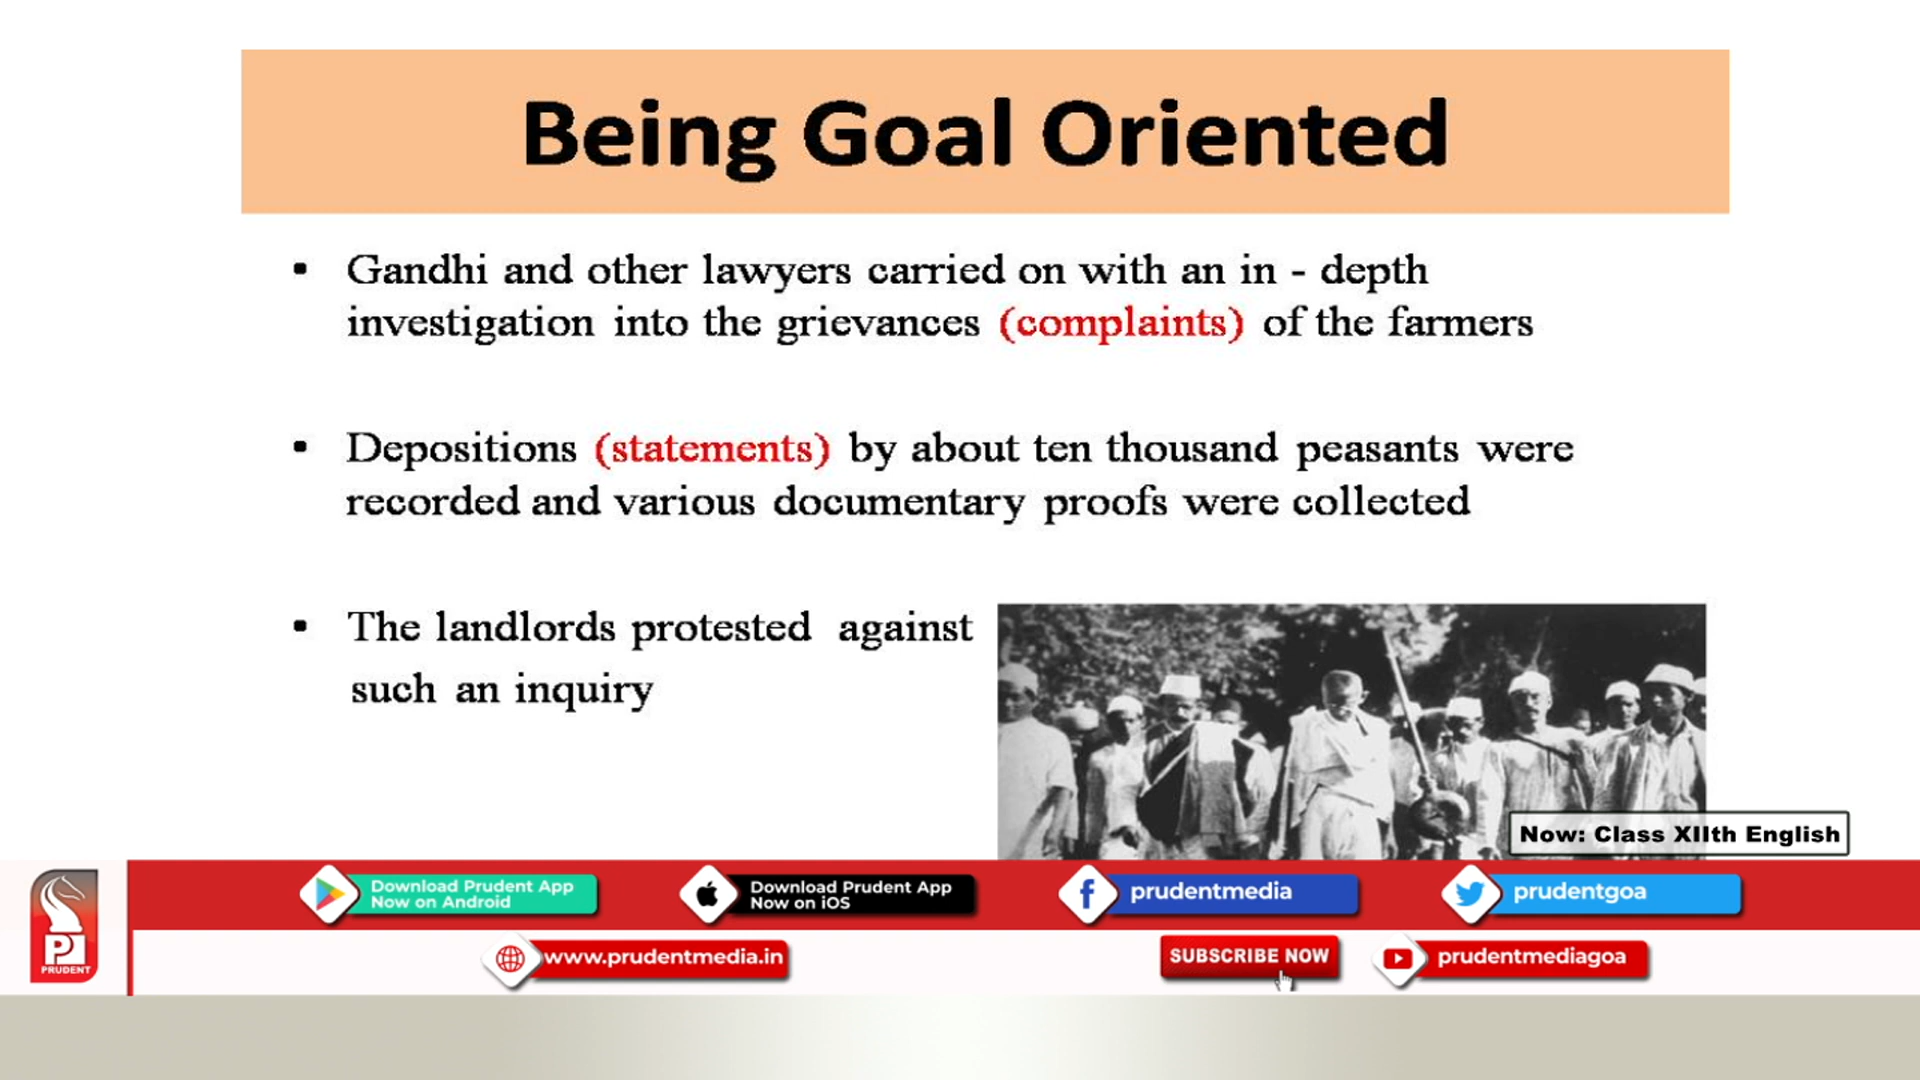 Being Goal Oriented
▪ Gandhi and other lawyers carried on with an in - depth
investigation into the grievances (complaints) of the farmers
▪ Depositions (statements) by about ten thousand peasants were
recorded and various documentary proofs were collected
▪ The landlords protested against
such an inquiry
Now: Class XIIth English
Download Prudent App
Now on Android
Download Prudent App
Now on iOS
prudentmedia
prudentgoa
PRUDENT
www.prudentmedia.in
SUBSCRIBE NOW
prudentmediagoa